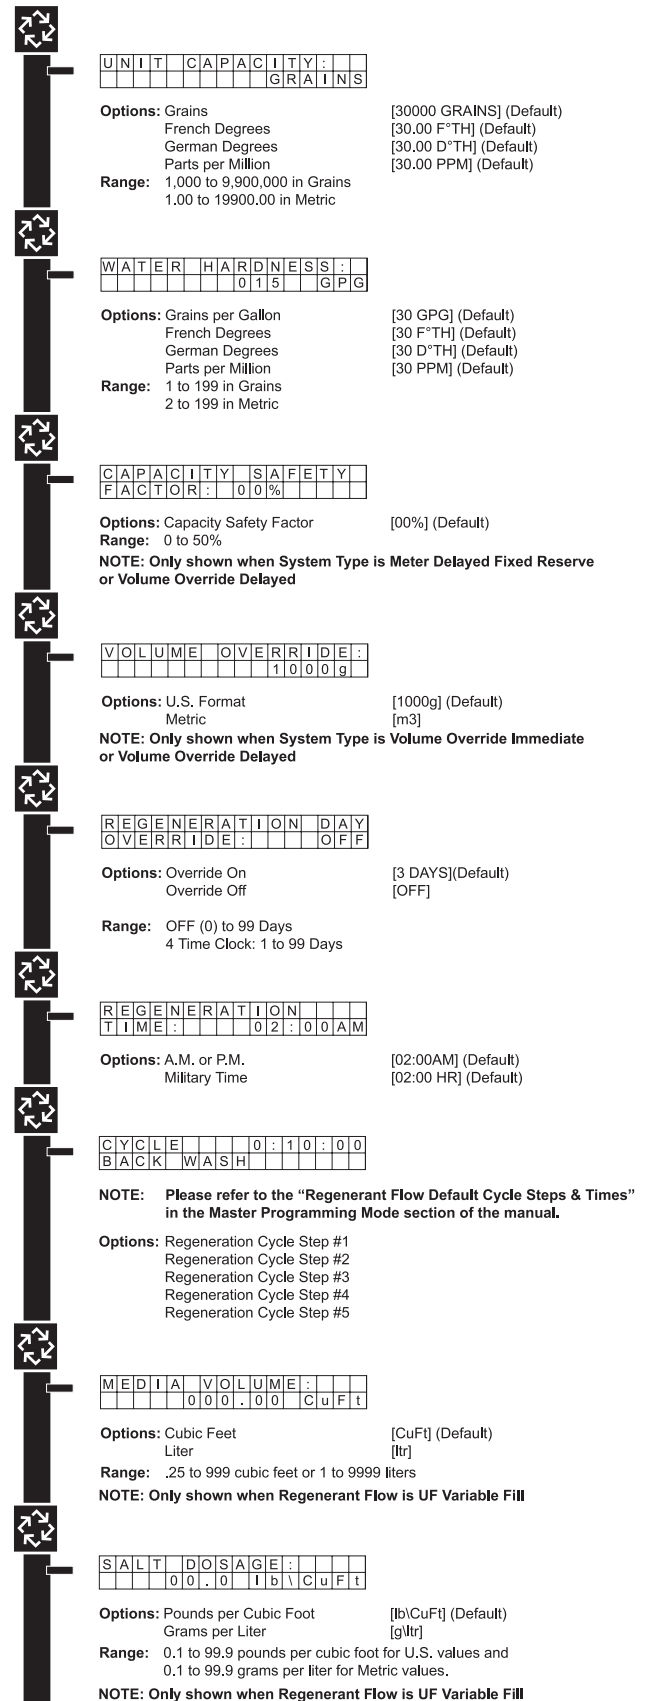 UNIT CAPACITY:
GRAINS
Options: Grains [30000 GRAINS] (Default)
French Degrees [30.00 F°TH] (Default)
German Degrees [30.00 D°TH] (Default)
Parts per Million [30.00 PPM] (Default)
Range: 1,000 to 9,900,000 in Grains
1.00 to 19900.00 in Metric
WATER HARDNESS:
015 GPG
Options: Grains per Gallon [30 GPG] (Default)
French Degrees [30 F°TH] (Default)
German Degrees [30 D°TH] (Default)
Parts per Million [30 PPM] (Default)
Range: 1 to 199 in Grains
2 to 199 in Metric
CAPACITY SAFETY
FACTOR: 00%
Options: Capacity Safety Factor [00%] (Default)
Range: 0 to 50%
NOTE: Only shown when System Type is Meter Delayed Fixed Reserve
or Volume Override Delayed
VOLUME OVERRIDE:
1000g
Options: U.S. Format [1000g] (Default)
Metric [m3]
NOTE: Only shown when System Type is Volume Override Immediate
or Volume Override Delayed
REGENERATION DAY
OVERRIDE: OFF
Options: Override On [3 DAYS](Default)
Override Off [OFF]
Range: OFF (0) to 99 Days
4 Time Clock: 1 to 99 Days
REGENERATION
TIME: 02:00AM
Options: A.M. or P.M. [02:00AM] (Default)
Military Time [02:00 HR] (Default)
CYCLE 0:10:00
BACK WASH
NOTE: Please refer to the “Regenerant Flow Default Cycle Steps & Times”
in the Master Programming Mode section of the manual.
Options: Regeneration Cycle Step #1
Regeneration Cycle Step #2
Regeneration Cycle Step #3
Regeneration Cycle Step #4
Regeneration Cycle Step #5
MEDIA VOLUME:
000.00 CuFt
Options: Cubic Feet [CuFt] (Default)
Liter [ltr]
Range: .25 to 999 cubic feet or 1 to 9999 liters
NOTE: Only shown when Regenerant Flow is UF Variable Fill
SALT DOSAGE:
00.0 lb\CuFt
Options: Pounds per Cubic Foot [lb\CuFt] (Default)
Grams per Liter [g\ltr]
Range: 0.1 to 99.9 pounds per cubic foot for U.S. values and
0.1 to 99.9 grams per liter for Metric values.
NOTE: Only shown when Regenerant Flow is UF Variable Fill